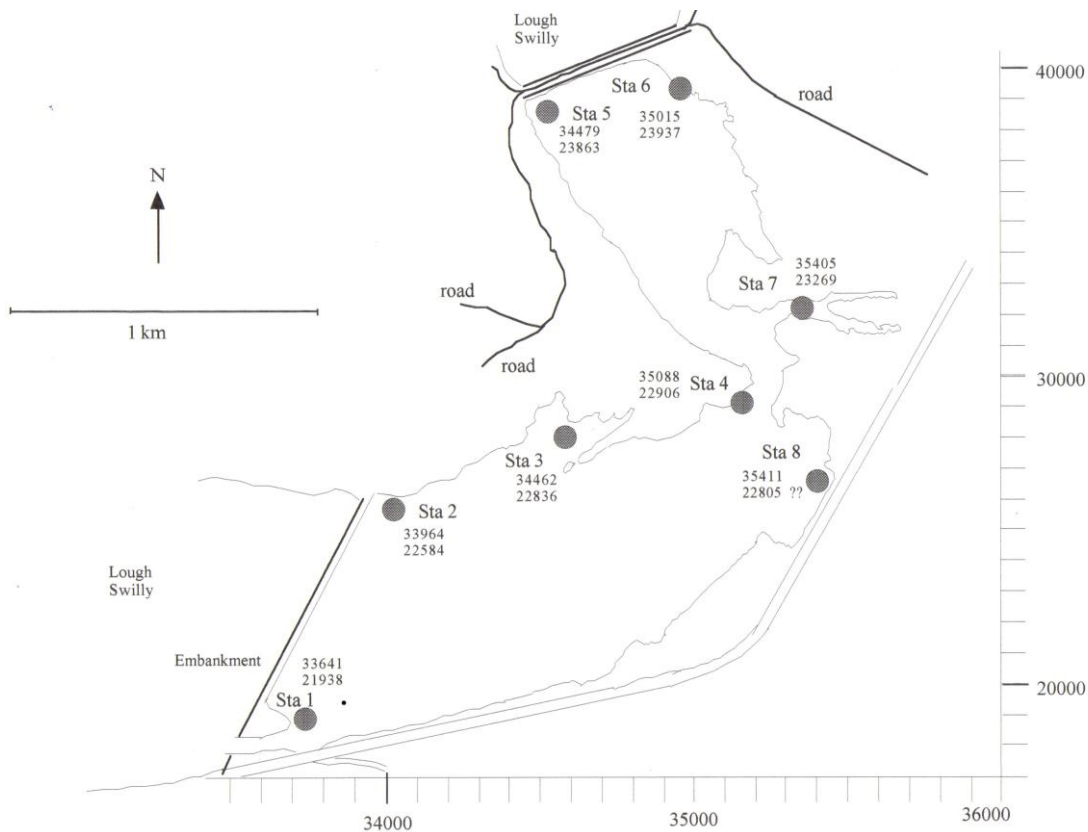 Lough
Swilly
40000
Sta 6
road
Sta 5
35015
23937
34479
23863
N
35405
23269
Sta 7
road
1 km
road
35088
22906
Sta 4
30000
Sta 8
Sta 3
35411
22805 ??
34462
22836
Sta 2
33964
22584
Lough
Swilly
Embankment
33641
21938
Sta 1
20000
34000
35000
36000